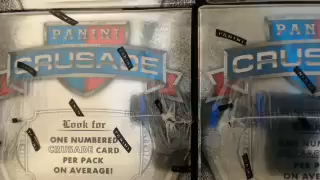 PANINI
CRUSADE
Look for
ONE NUMBERED
CRUSADE CARD
PER PACK
ON AVERAGE!
PANINI
CRUSADE